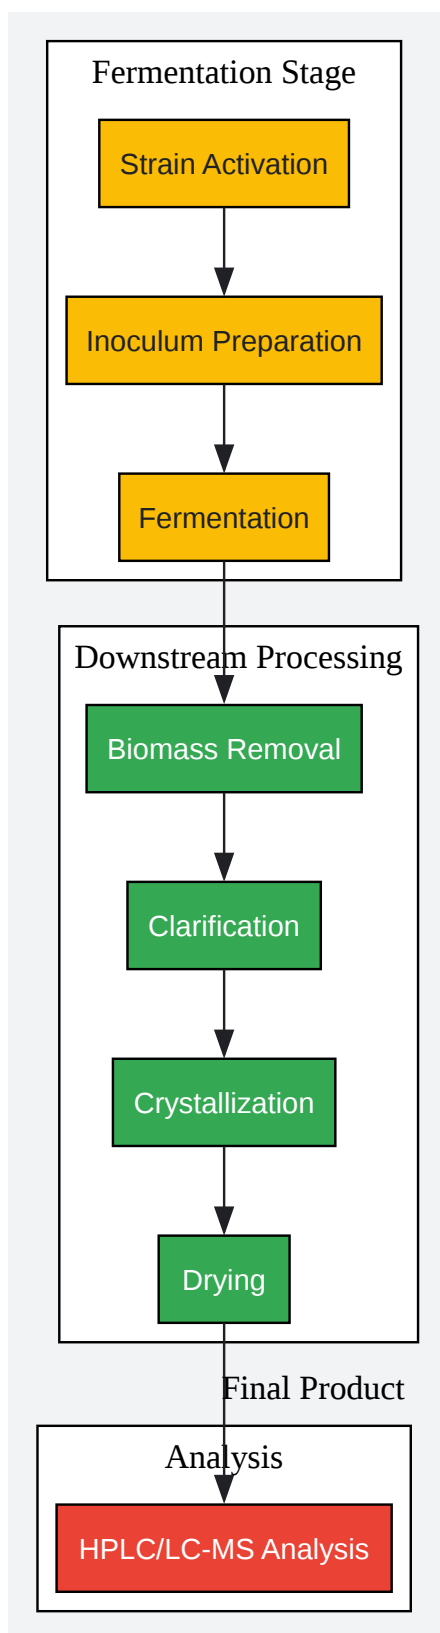 Fermentation Stage
Strain Activation
Inoculum Preparation
Fermentation
Downstream Processing
Biomass Removal
Clarification
Crystallization
Drying
Final Product
Analysis
HPLC/LC-MS Analysis